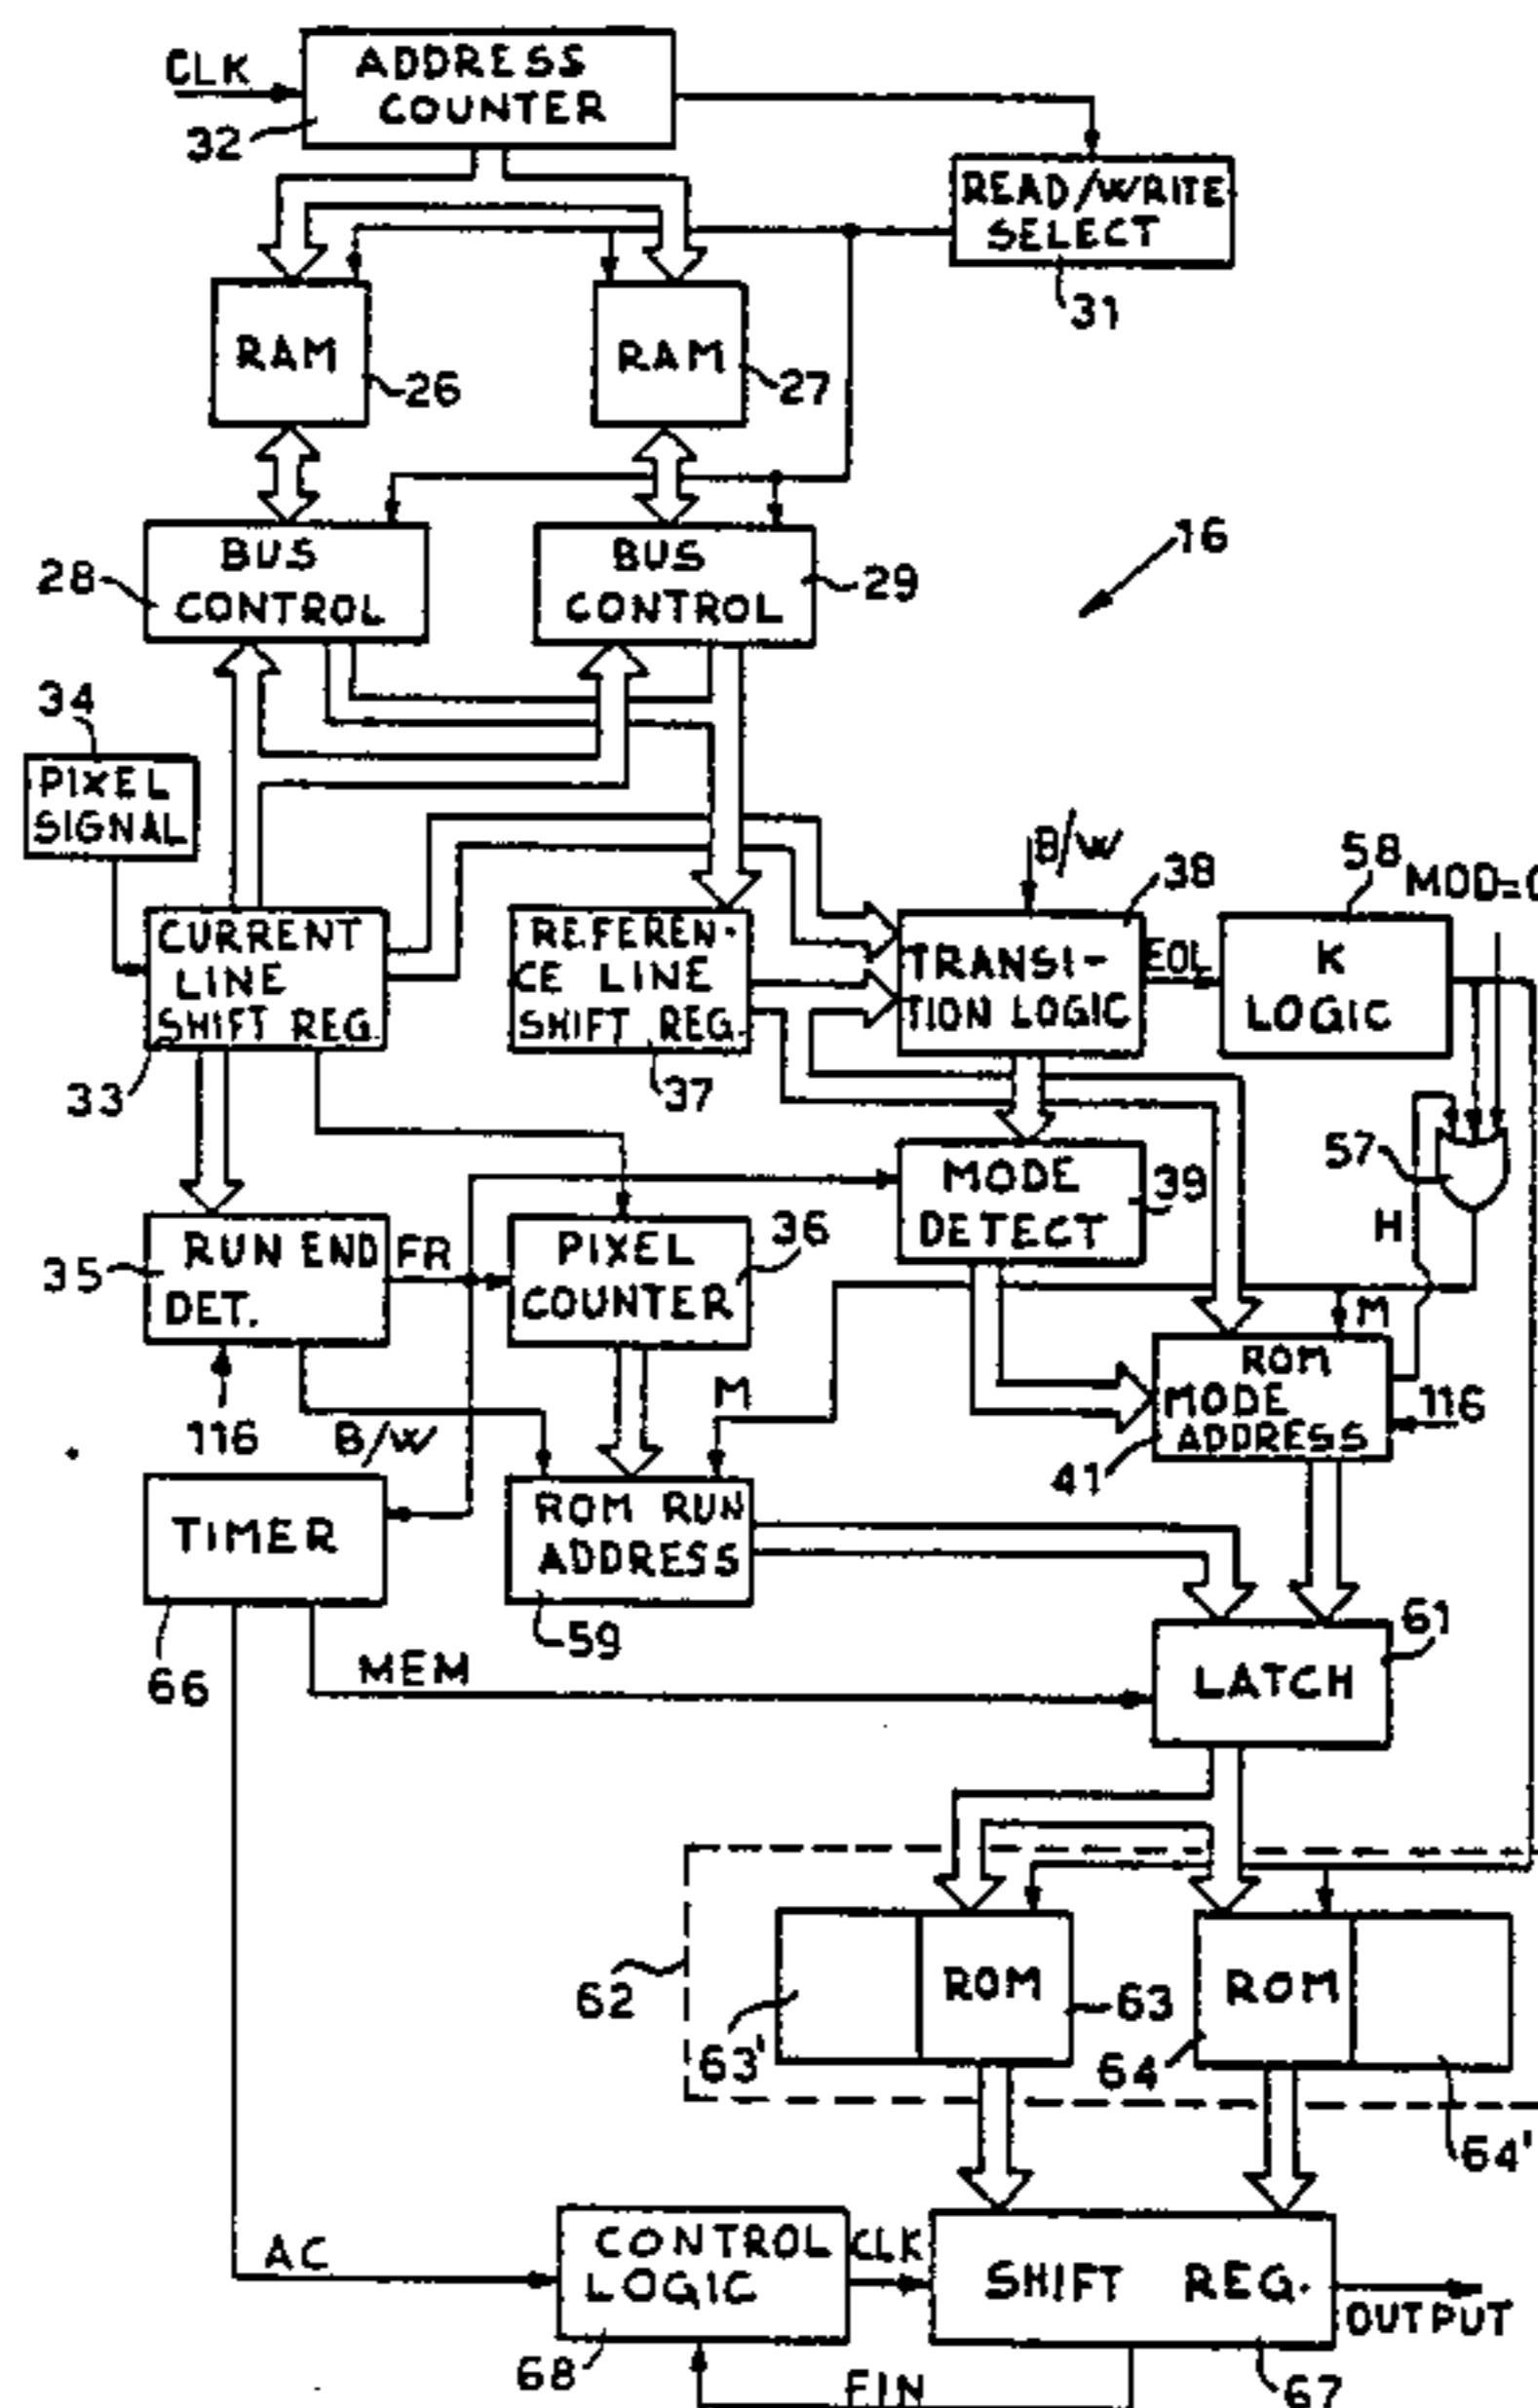 CLK
ADDRESS
COUNTER
32
READ/WRITE
SELECT
31
RAM
26
RAM
27
BUS
CONTROL
28
BUS
CONTROL
29
16
34
PIXEL
SIGNAL
B/W
38
58
MOD=
CURRENT
LINE
SHIFT REG.
33
REFEREN-
CE LINE
SHIFT REG.
37
TRANSI-
TION LOGIC
EOL
K
LOGIC
57
H
MODE
DETECT
39
RUN END
DET.
35
FR
PIXEL
COUNTER
36
M
116
B/W
M
ROM
MODE
ADDRESS
116
41
TIMER
66
ROM RUN
ADDRESS
59
MEM
61
LATCH
62
63'
ROM
63
ROM
64
64'
AC
CONTROL
LOGIC
68
CLK
SHIFT REG.
OUTPUT
67
FIN